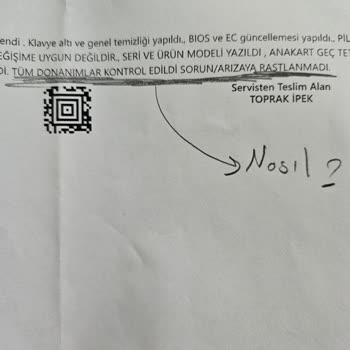 endi . Klavye altı ve genel temizliği yapıldı., BIOS ve EC güncellemesi yapıldı., PİL
EĞİŞİME UYGUN DEĞİLDİR., SERİ VE ÜRÜN MODELİ YAZILDI , ANAKART GEÇ TE
Dİ. TÜM DONANIMLAR KONTROL EDİLDİ SORUN/ARIZAYA RASTLANMADI.
Servisten Teslim Alan
TOPRAK İPEK
Nasıl ?